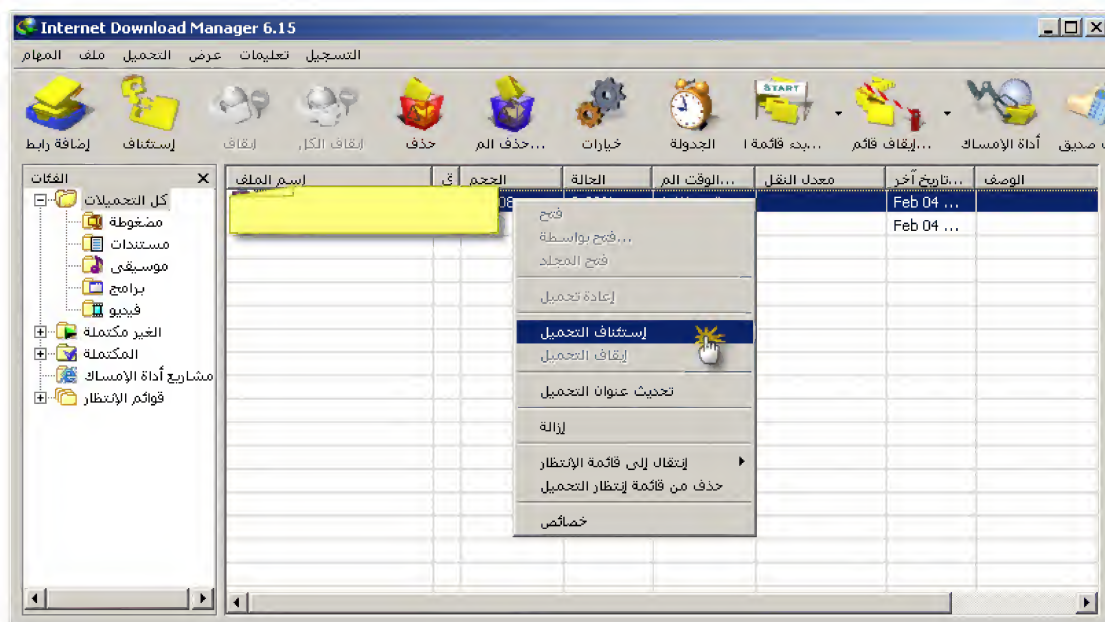 Internet Download Manager 6.15
المهام ملف التحميل عرض تعليمات التسجيل
START
إضافة رابط
إستئناف
إيقاف
إيقاف الكل
حذف
حذف الم...
خيارات
الجدولة
بدء قائمة ا...
إيقاف قائم...
أداة الإمساك
صديق
الفئات
كل التحميلات
مضغوطة
مستندات
موسيقى
برامج
فيديو
الغير مكتملة
المكتملة
مشاريع أداة الإمساك
قوائم الإنتظار
إسم الملف
ق
الحجم
الحالة
الوقت الم...
معدل النقل
تاريخ آخر...
الوصف
08
Feb 04 ...
Feb 04 ...
فتح
فتح بواسطة...
فتح المجلد
إعادة تحميل
إستئناف التحميل
إيقاف التحميل
تحديث عنوان التحميل
إزالة
إنتقال إلى قائمة الإنتظار
حذف من قائمة إنتظار التحميل
خصائص